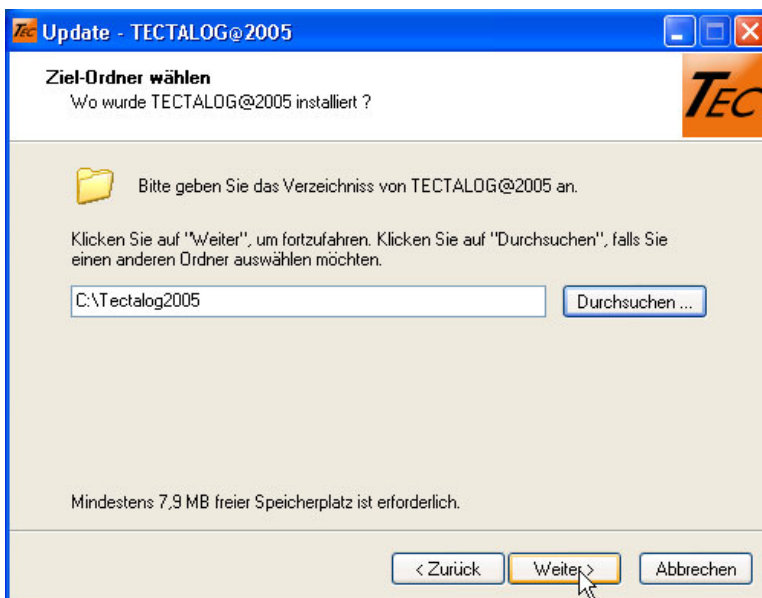 TEC Update - TECTALOG@2005
Ziel-Ordner wählen
Wo wurde TECTALOG@2005 installiert ?
TEC
Bitte geben Sie das Verzeichniss von TECTALOG@2005 an.
Klicken Sie auf "Weiter", um fortzufahren. Klicken Sie auf "Durchsuchen", falls Sie
einen anderen Ordner auswählen möchten.
C:\Tectalog2005
Durchsuchen ...
Mindestens 7,9 MB freier Speicherplatz ist erforderlich.
< Zurück
Weiter >
Abbrechen